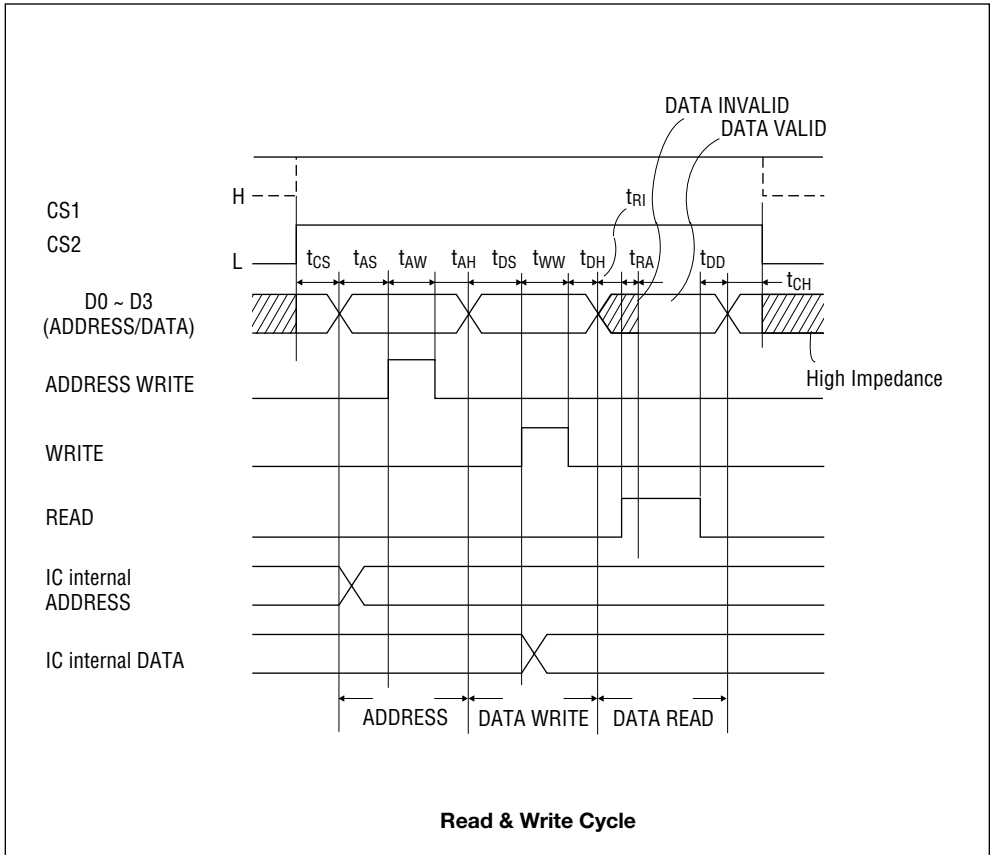 DATA INVALID
DATA VALID
H
CS1
tRI
CS2
L
tCS tAS tAW tAH tDS tWW tDH tRA tDD
tCH
D0 ~ D3
(ADDRESS/DATA)
High Impedance
ADDRESS WRITE
WRITE
READ
IC internal
ADDRESS
IC internal DATA
ADDRESS DATA WRITE DATA READ
Read & Write Cycle